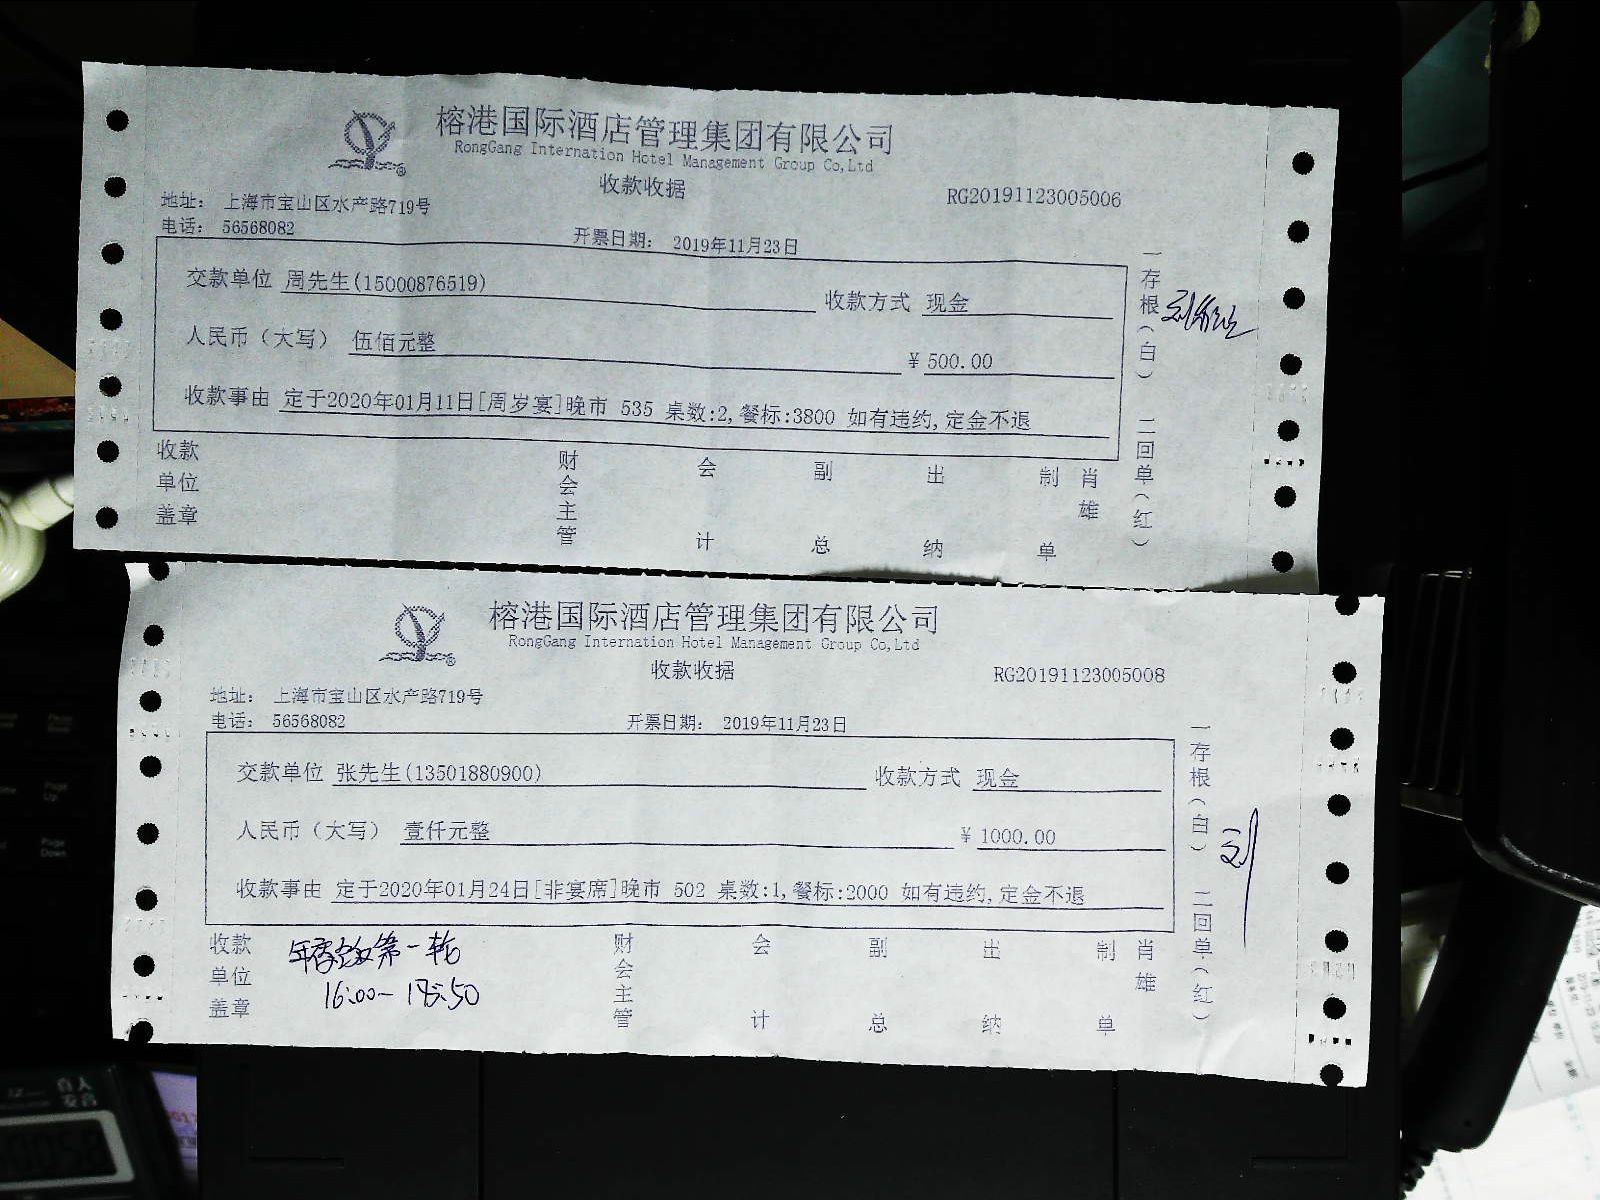 榕港国际酒店管理集团有限公司
RongGang Internation Hotel Management Group Co,Ltd
收款收据
RG20191123005006
地址： 上海市宝山区水产路719号
电话： 56568082
开票日期： 2019年11月23日
交款单位 周先生(15000876519)
收款方式 现金
人民币（大写） 伍佰元整
¥ 500.00
收款事由 定于2020年01月11日[周岁宴]晚市 535 桌数:2,餐标:3800 如有违约,定金不退
收款单位盖章
财会主管
会计
副总
出纳
制单
肖雄
一存根(白) 二回单(红)
榕港国际酒店管理集团有限公司
RongGang Internation Hotel Management Group Co,Ltd
收款收据
RG20191123005008
地址： 上海市宝山区水产路719号
电话： 56568082
开票日期： 2019年11月23日
交款单位 张先生(13501880900)
收款方式 现金
人民币（大写） 壹仟元整
¥ 1000.00
收款事由 定于2020年01月24日[非宴席]晚市 502 桌数:1,餐标:2000 如有违约,定金不退
收款单位盖章
第一轮
16:00-
财会主管
会计
副总
出纳
制单
肖雄
一存根(白) 二回单(红)
刘
Page Up
Page Down